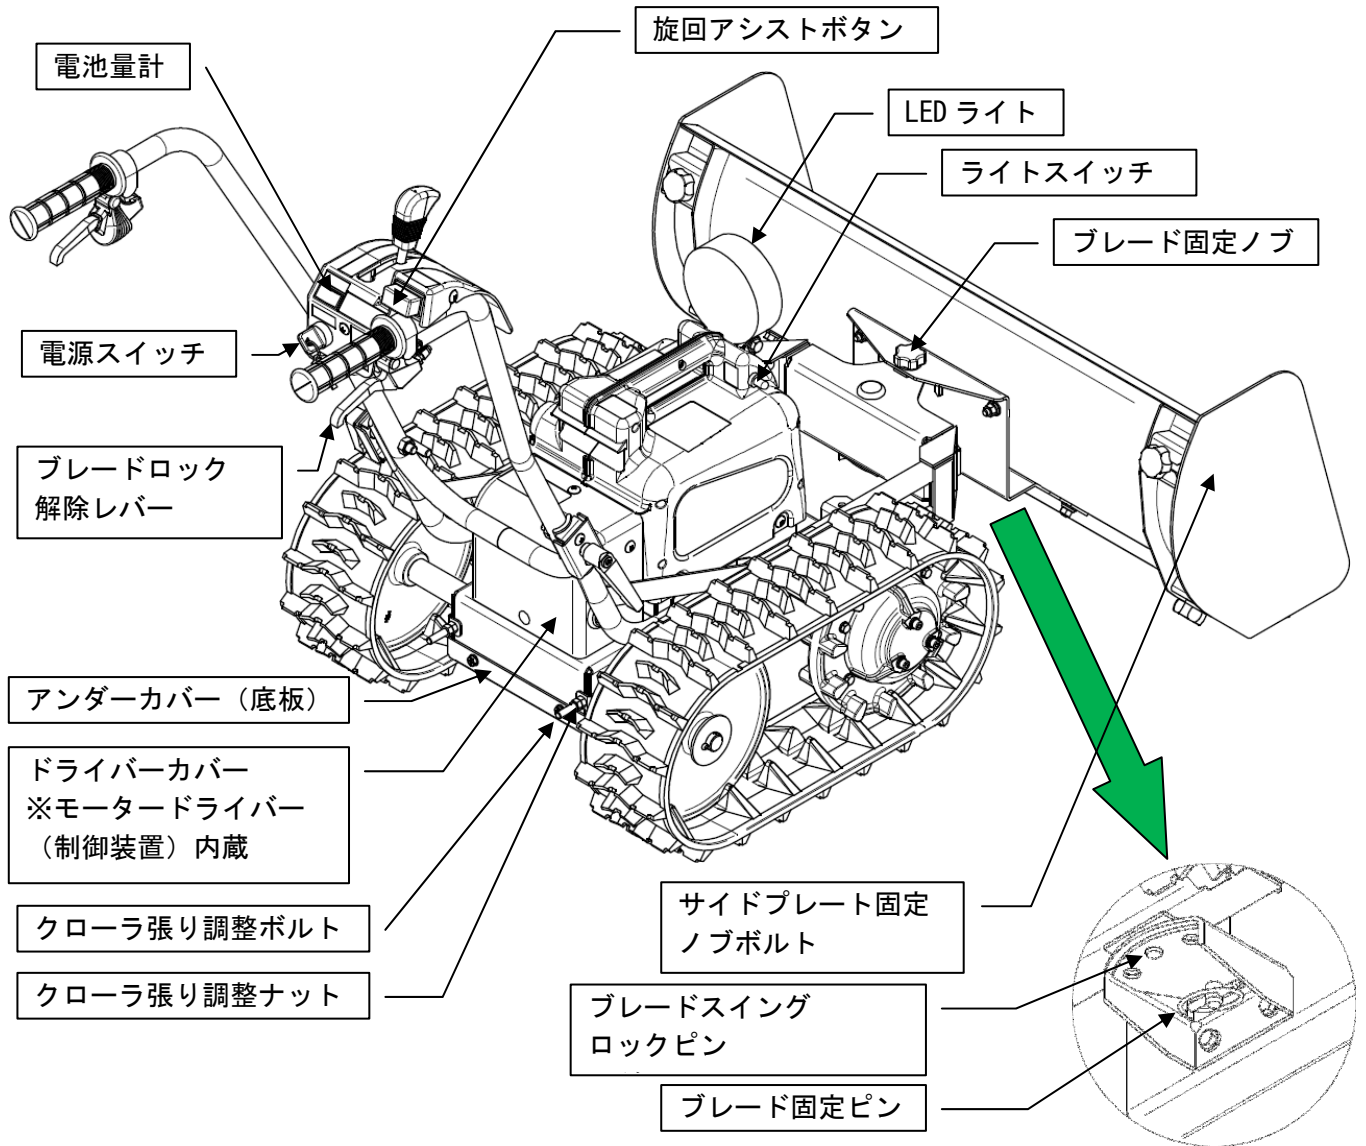 旋回アシストボタン
電池量計
LED ライト
ライトスイッチ
ブレード固定ノブ
電源スイッチ
ブレードロック
解除レバー
アンダーカバー（底板）
ドライバーカバー
※モータードライバー
（制御装置）内蔵
クローラ張り調整ボルト
クローラ張り調整ナット
サイドプレート固定
ノブボルト
ブレードスイング
ロックピン
ブレード固定ピン